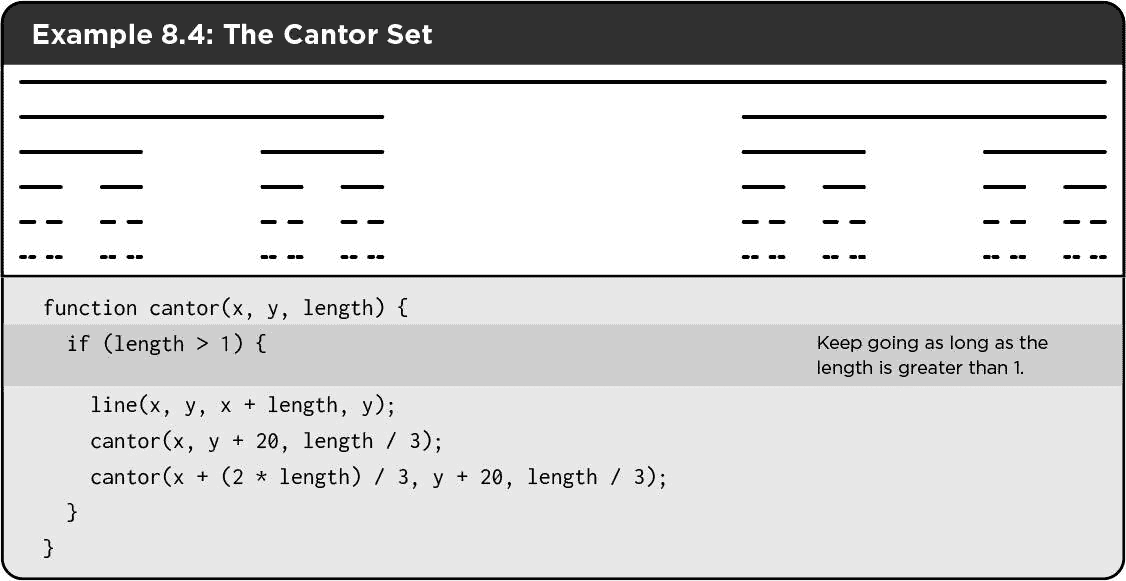 Example 8.4: The Cantor Set
function cantor(x, y, length) {
  if (length > 1) {
Keep going as long as the
length is greater than 1.
    line(x, y, x + length, y);
    cantor(x, y + 20, length / 3);
    cantor(x + (2 * length) / 3, y + 20, length / 3);
  }
}